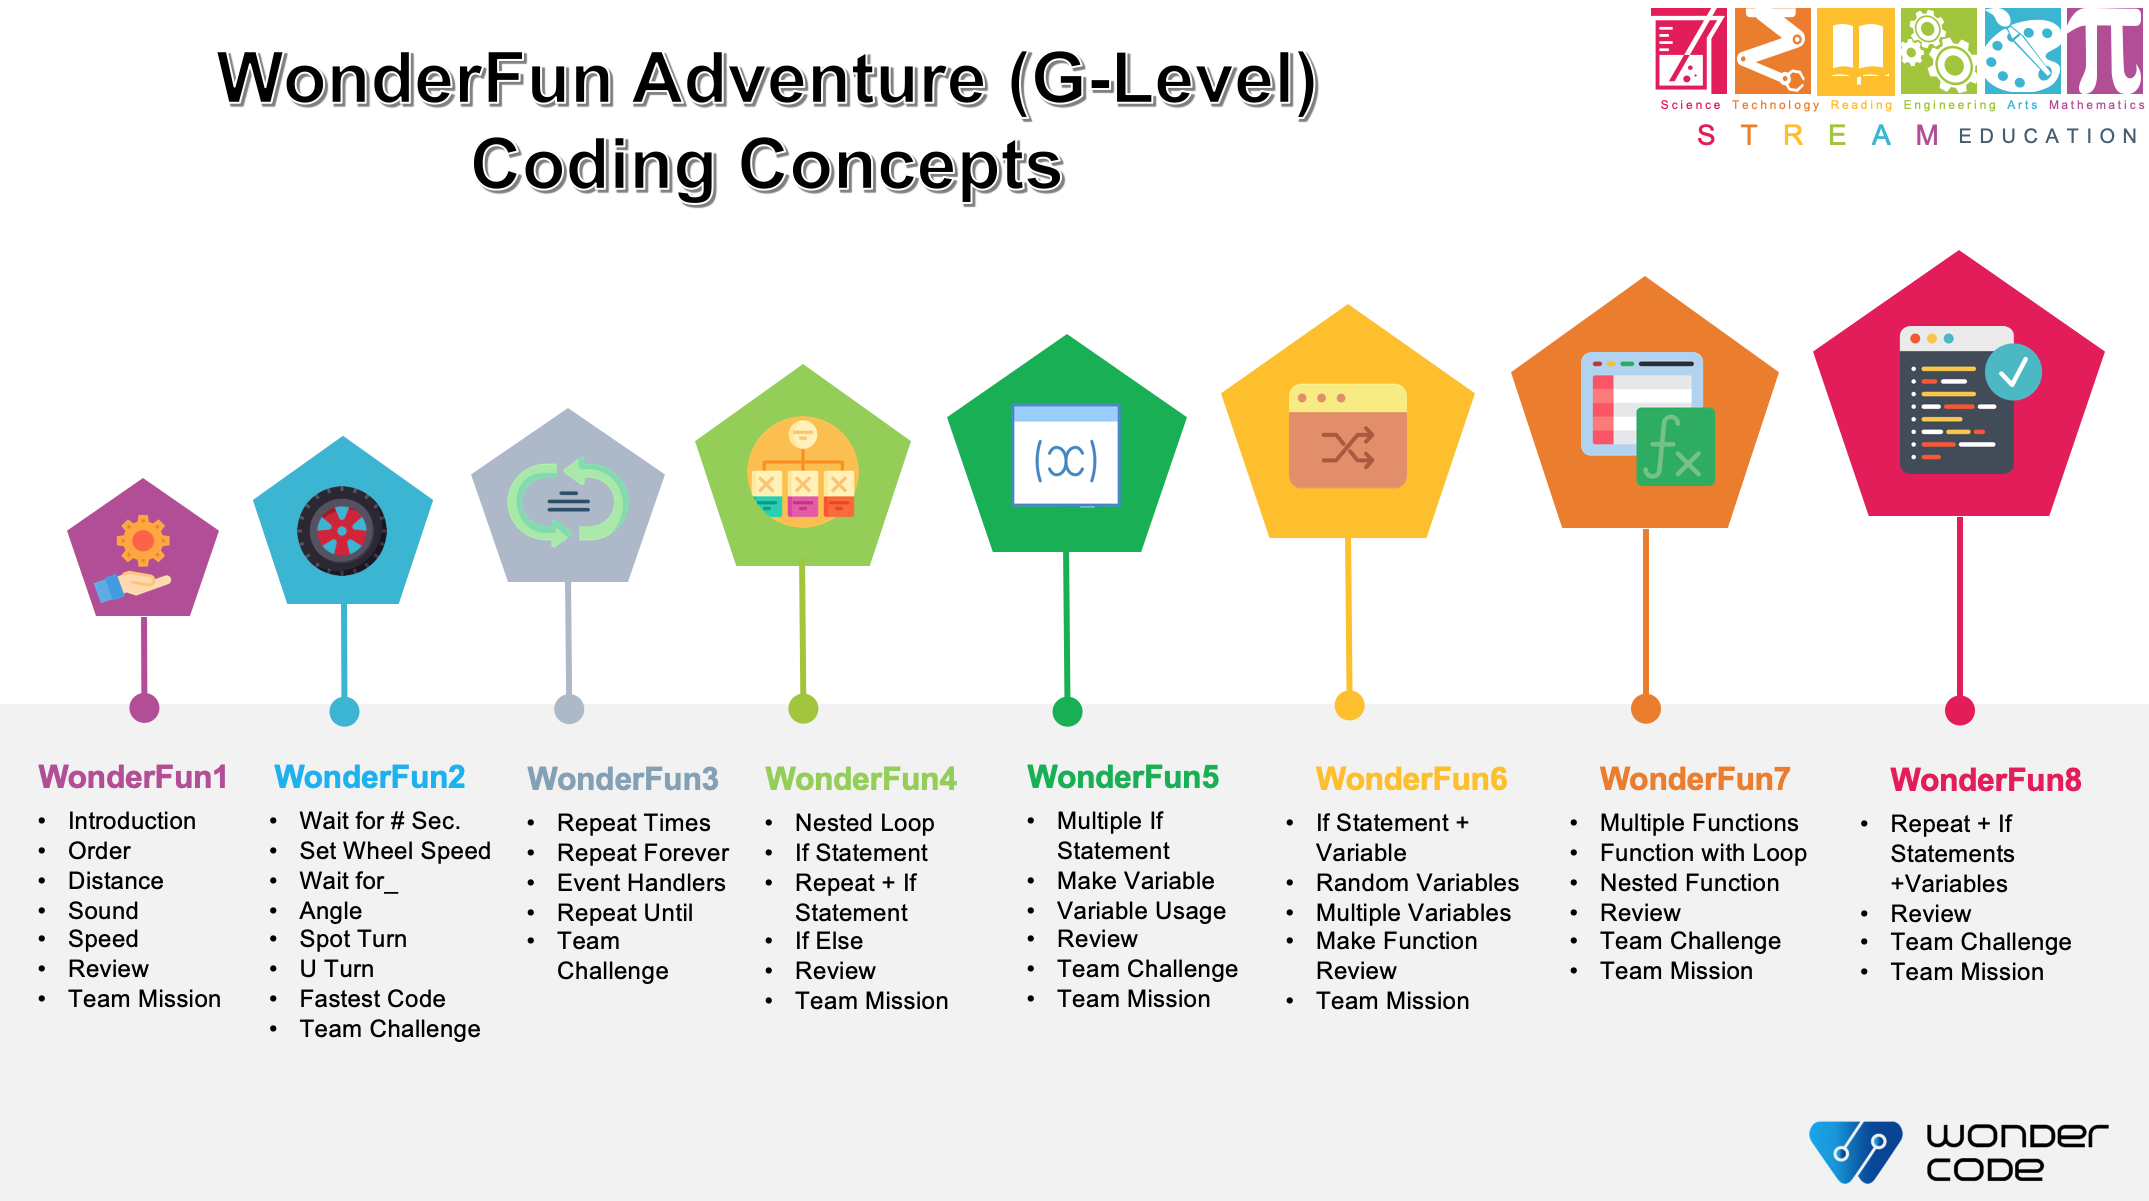 WonderFun Adventure (G-Level)
Coding Concepts
Science Technology Reading Engineering Arts Mathematics
STREAM EDUCATION
(x)
fx
WonderFun1
• Introduction
• Order
• Distance
• Sound
• Speed
• Review
• Team Mission
WonderFun2
• Wait for # Sec.
• Set Wheel Speed
• Wait for_
• Angle
• Spot Turn
• U Turn
• Fastest Code
• Team Challenge
WonderFun3
• Repeat Times
• Repeat Forever
• Event Handlers
• Repeat Until
• Team
Challenge
WonderFun4
• Nested Loop
• If Statement
• Repeat + If
Statement
• If Else
• Review
• Team Mission
WonderFun5
• Multiple If
Statement
• Make Variable
• Variable Usage
• Review
• Team Challenge
• Team Mission
WonderFun6
• If Statement +
Variable
• Random Variables
• Multiple Variables
• Make Function
Review
• Team Mission
WonderFun7
• Multiple Functions
• Function with Loop
• Nested Function
• Review
• Team Challenge
• Team Mission
WonderFun8
• Repeat + If
Statements
+Variables
• Review
• Team Challenge
• Team Mission
WONDER
CODE